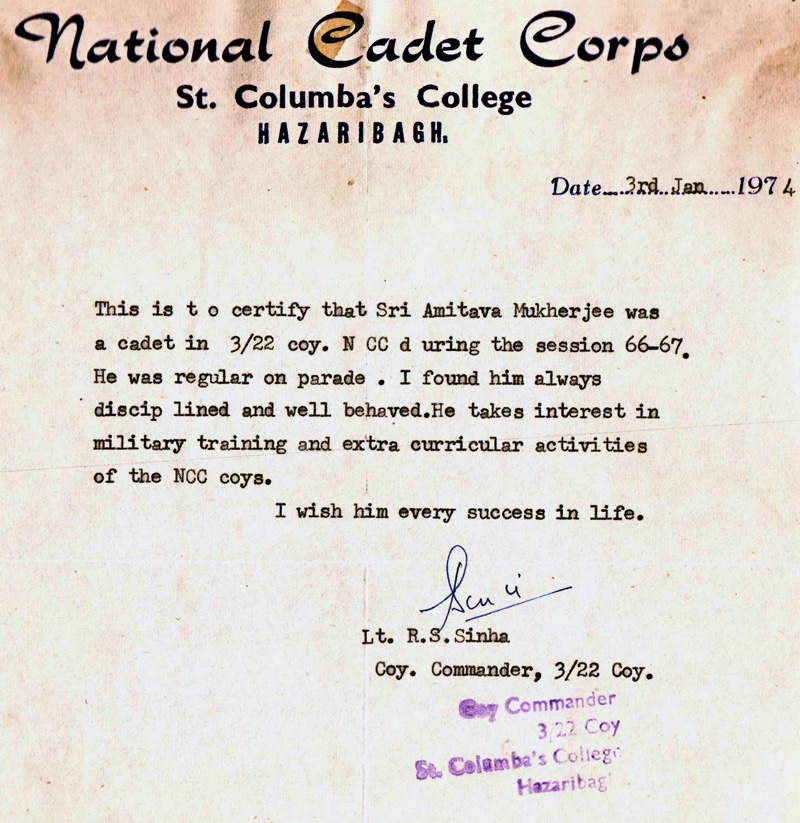 National Cadet Corps
St. Columba's College
HAZARIBAGH.
Date....3rd..Jan.....1974
This is t o certify that Sri Amitava Mukherjee was
a cadet in 3/22 coy. N CC d uring the session 66-67.
He was regular on parade . I found him always
discip lined and well behaved.He takes interest in
military training and extra curricular activities
of the NCC coys.
I wish him every success in life.
Lt. R.S.Sinha
Coy. Commander, 3/22 Coy.
Coy Commander
3/22 Coy
St. Columba's College
Hazaribag